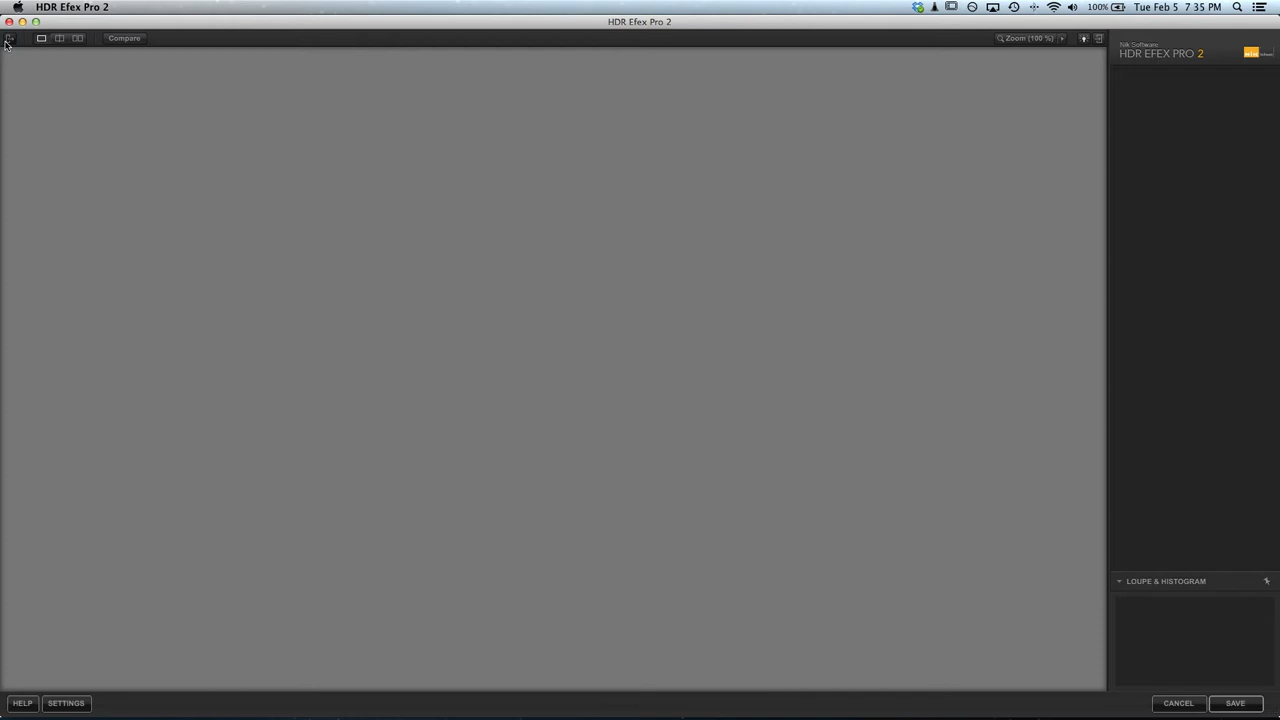 HDR Efex Pro 2
100%
Tue Feb 5 7:35 PM
HDR Efex Pro 2
Compare
Zoom (100 %)
Nik Software
HDR EFEX PRO 2
nik
LOUPE & HISTOGRAM
HELP
SETTINGS
CANCEL
SAVE